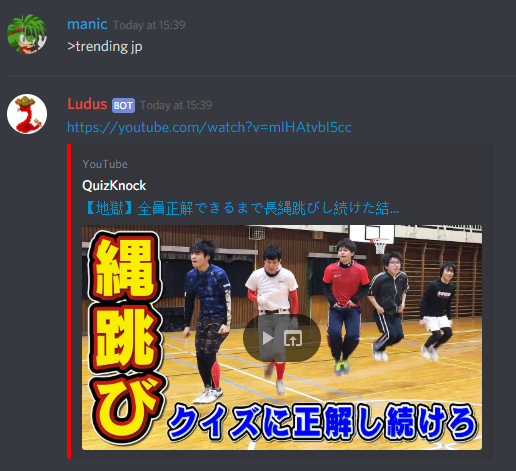 manic Today at 15:39
>trending jp
Ludus BOT Today at 15:39
https://youtube.com/watch?v=mlHAtvbI5cc
YouTube
QuizKnock
【地獄】全員正解できるまで長縄跳びし続けた結...
縄跳び
クイズに正解し続けろ